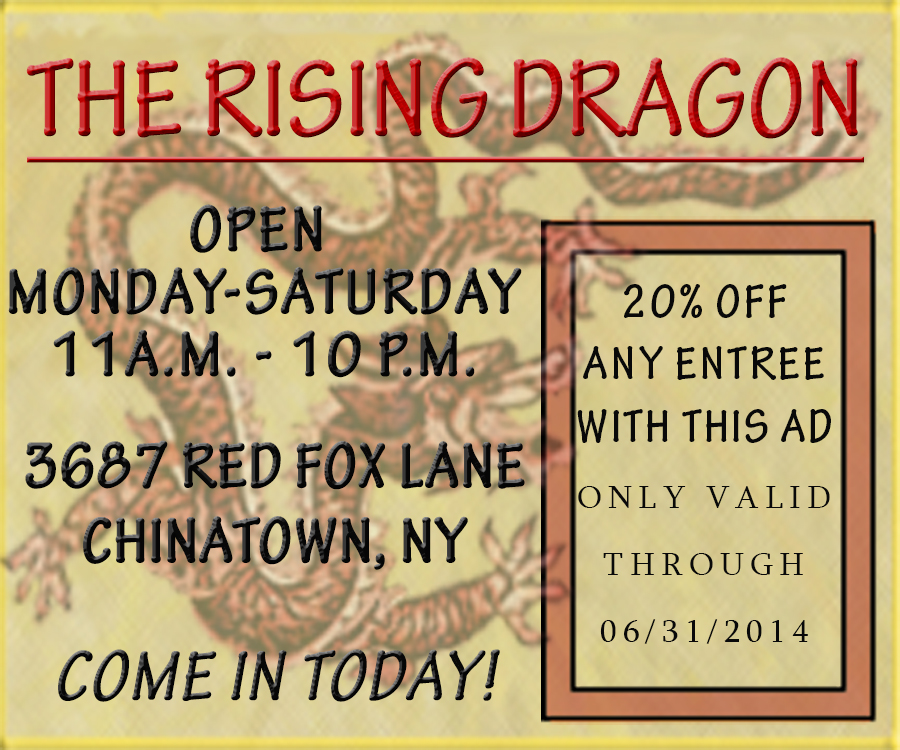 THE RISING DRAGON
OPEN
MONDAY-SATURDAY
11A.M. - 10 P.M.
3687 RED FOX LANE
CHINATOWN, NY
COME IN TODAY!
20% OFF
ANY ENTREE
WITH THIS AD
ONLY VALID
THROUGH
06/31/2014